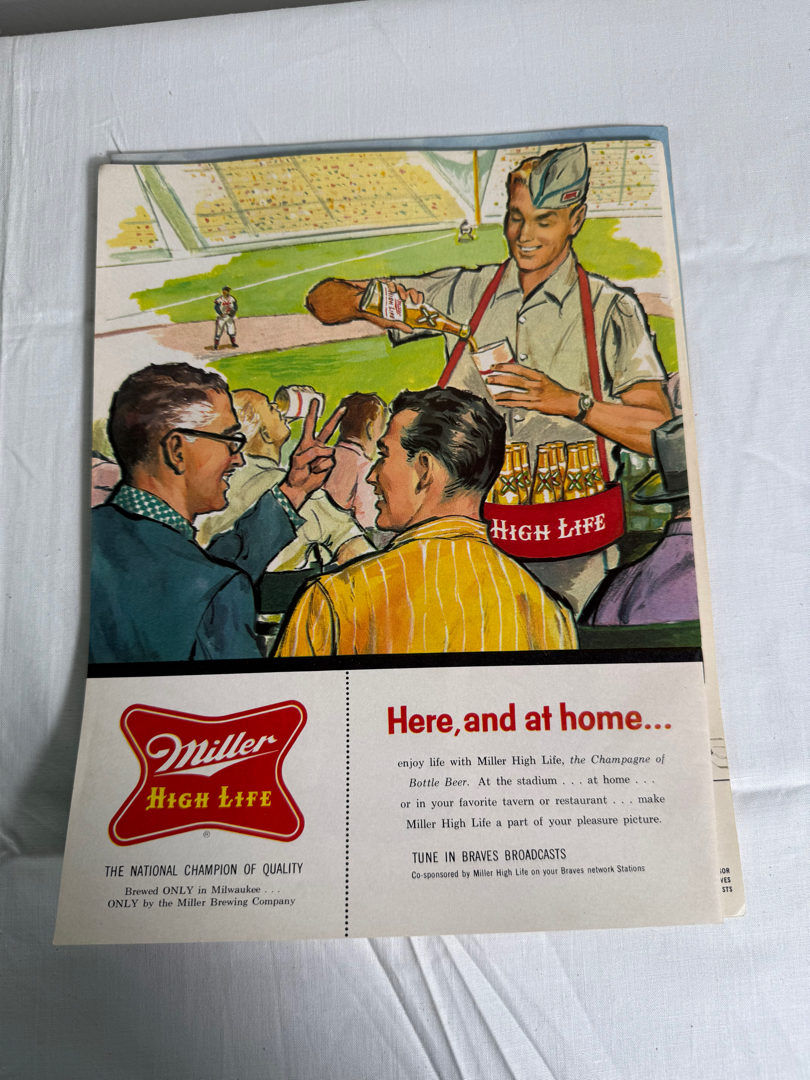 HIGH LIFE
Miller
HIGH LIFE
®
THE NATIONAL CHAMPION OF QUALITY
Brewed ONLY in Milwaukee . . .
ONLY by the Miller Brewing Company
Here, and at home...
enjoy life with Miller High Life, the Champagne of
Bottle Beer. At the stadium . . . at home . . .
or in your favorite tavern or restaurant . . . make
Miller High Life a part of your pleasure picture.
TUNE IN BRAVES BROADCASTS
Co-sponsored by Miller High Life on your Braves network Stations